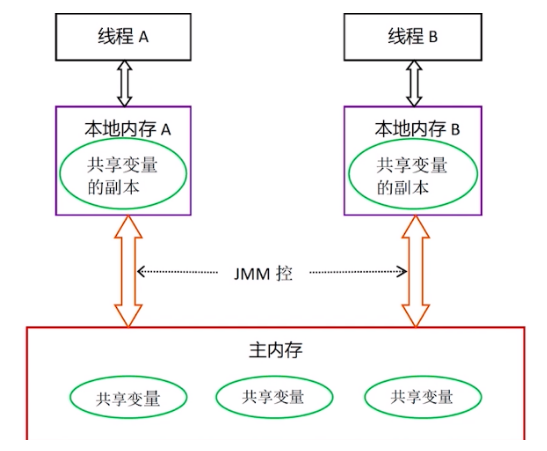 线程 A
线程 B
本地内存 A
本地内存 B
共享变量
的副本
共享变量
的副本
JMM 控
主内存
共享变量
共享变量
共享变量